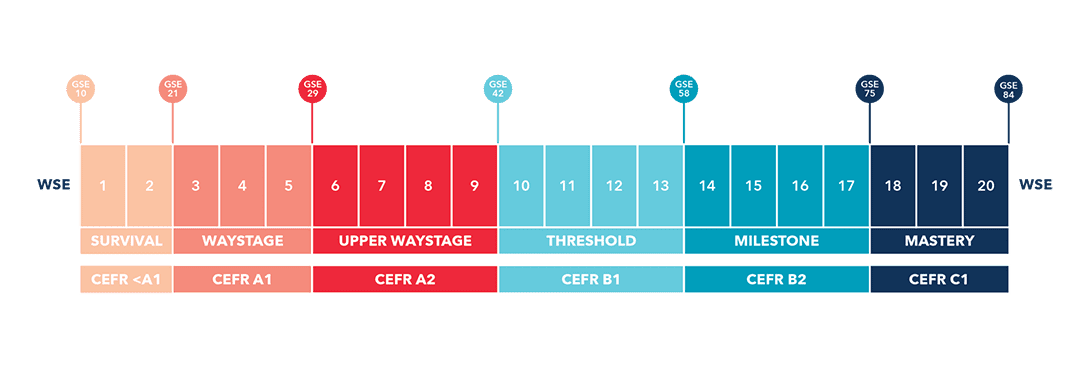 GSE
10
GSE
21
GSE
29
GSE
42
GSE
58
GSE
75
GSE
84
WSE 1 2 3 4 5 6 7 8 9 10 11 12 13 14 15 16 17 18 19 20 WSE
SURVIVAL WAYSTAGE UPPER WAYSTAGE THRESHOLD MILESTONE MASTERY
CEFR <A1 CEFR A1 CEFR A2 CEFR B1 CEFR B2 CEFR C1